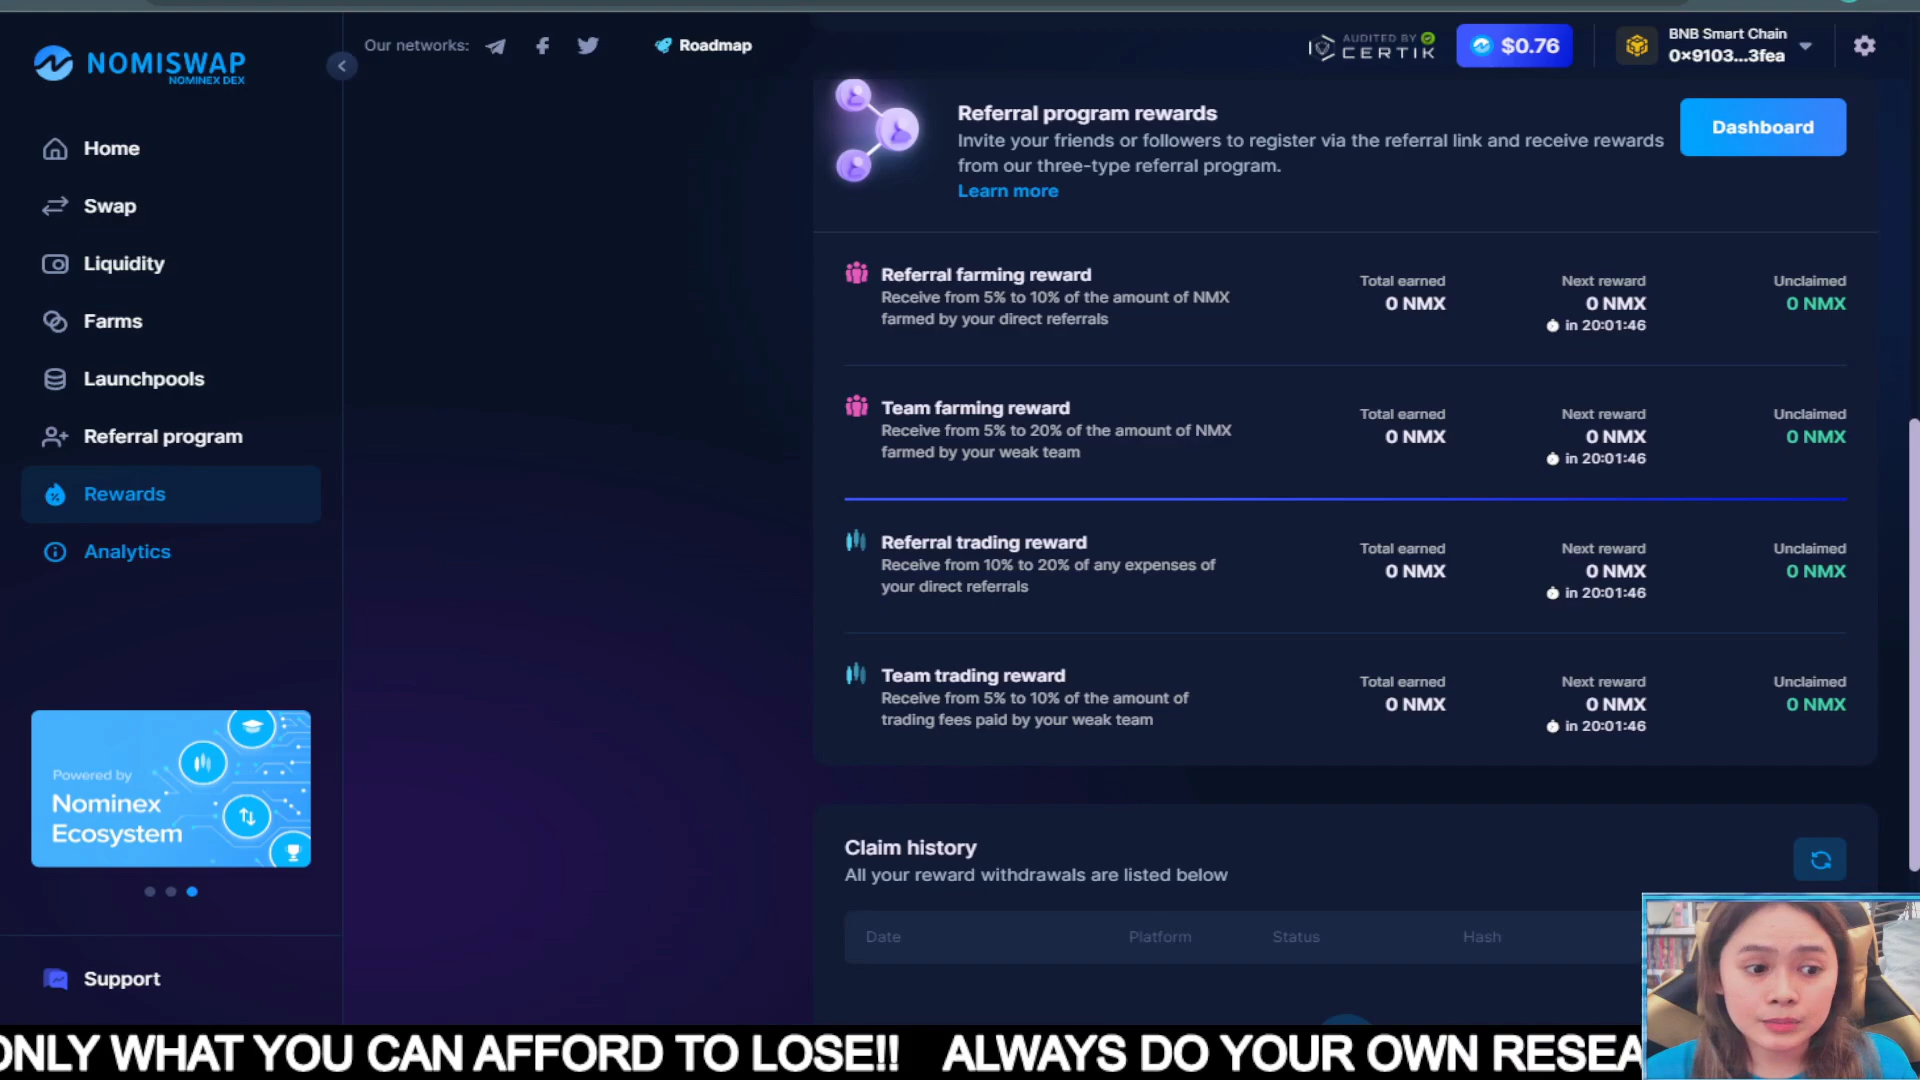 NOMISWAP
NOMINEX DEX
Our networks:
Roadmap
AUDITED BY
CERTIK
$0.76
BNB Smart Chain
0×9103...3fea
Home
Swap
Liquidity
Farms
Launchpools
Referral program
Rewards
Analytics
Powered by
Nominex
Ecosystem
Support
Referral program rewards
Invite your friends or followers to register via the referral link and receive rewards
from our three-type referral program.
Learn more
Dashboard
Referral farming reward
Receive from 5% to 10% of the amount of NMX
farmed by your direct referrals
Total earned
0 NMX
Next reward
0 NMX
in 20:01:46
Unclaimed
0 NMX
Team farming reward
Receive from 5% to 20% of the amount of NMX
farmed by your weak team
Total earned
0 NMX
Next reward
0 NMX
in 20:01:46
Unclaimed
0 NMX
Referral trading reward
Receive from 10% to 20% of any expenses of
your direct referrals
Total earned
0 NMX
Next reward
0 NMX
in 20:01:46
Unclaimed
0 NMX
Team trading reward
Receive from 5% to 10% of the amount of
trading fees paid by your weak team
Total earned
0 NMX
Next reward
0 NMX
in 20:01:46
Unclaimed
0 NMX
Claim history
All your reward withdrawals are listed below
Date Platform Status Hash
ONLY WHAT YOU CAN AFFORD TO LOSE!! ALWAYS DO YOUR OWN RESEA